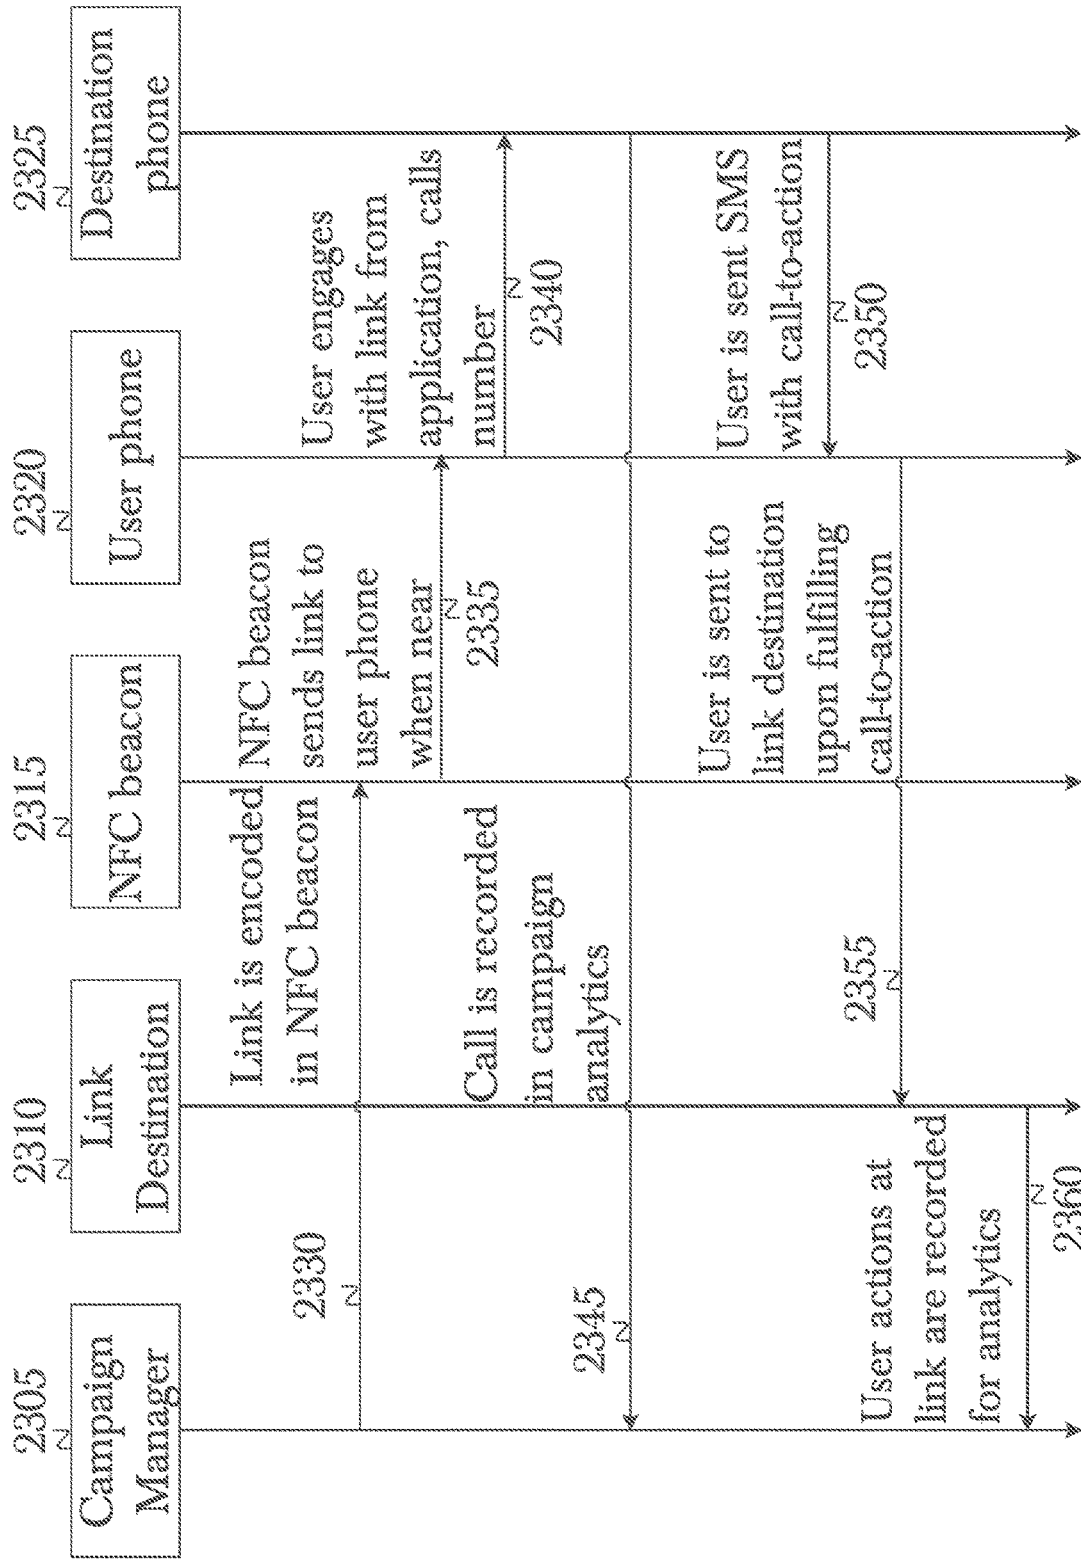 2305
Campaign
Manager
2310
Link
Destination
2315
NFC beacon
2320
User phone
2325
Destination
phone
2330
Link is encoded
in NFC beacon
NFC beacon
sends link to
user phone
when near
2335
User engages
with link from
application, calls
number
2340
2345
Call is recorded
in campaign
analytics
User is sent SMS
with call-to-action
2350
2355
User is sent to
link destination
upon fulfilling
call-to-action
User actions at
link are recorded
for analytics
2360